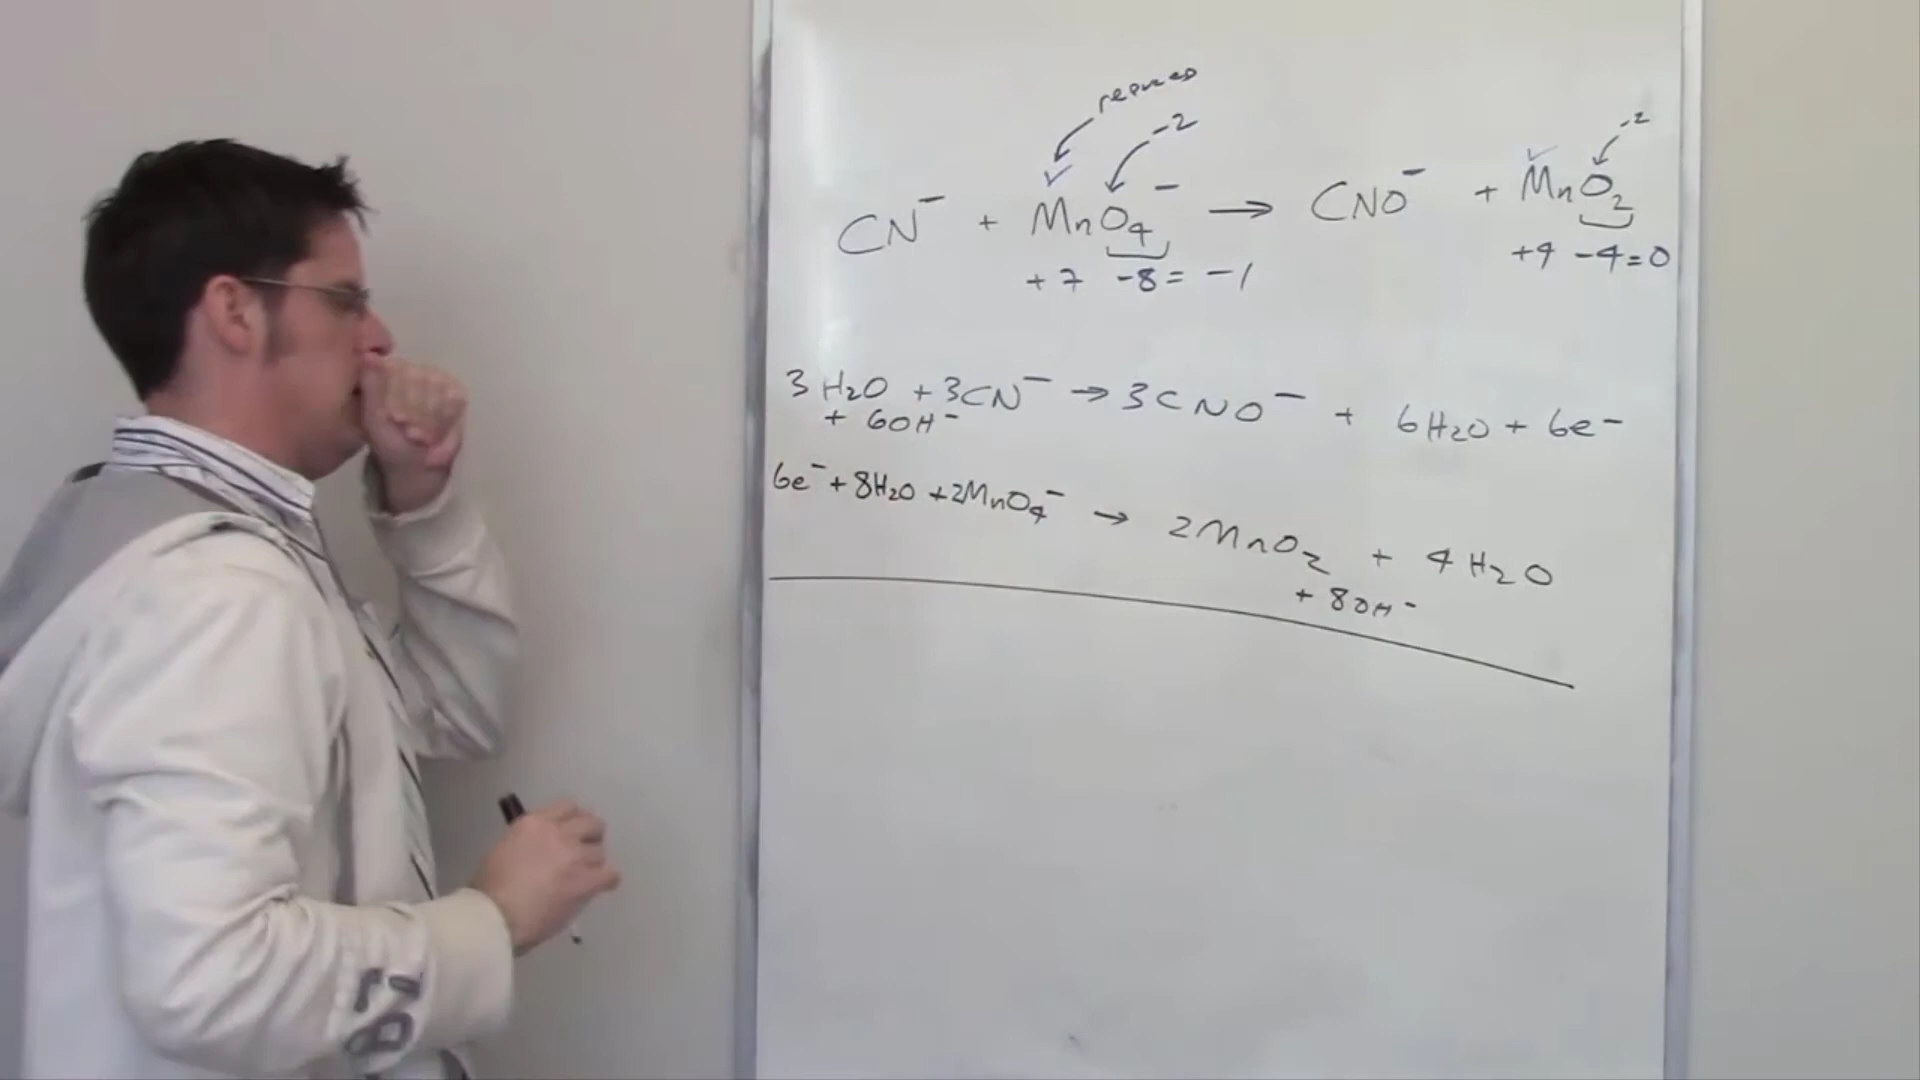 reduced
-2
-2
CN⁻ + MnO₄⁻ → CNO⁻ + MnO₂
+7 -8 = -1
+4 -4=0
3H₂O + 3CN⁻ → 3CNO⁻ + 6H₂O + 6e⁻
+ 6OH⁻
6e⁻ + 8H₂O + 2MnO₄⁻ → 2MnO₂ + 4H₂O
+ 8OH⁻